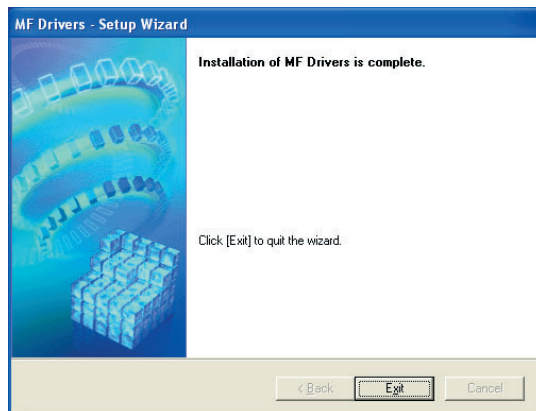 MF Drivers - Setup Wizard
Installation of MF Drivers is complete.
Click [Exit] to quit the wizard.
< Back
Exit
Cancel